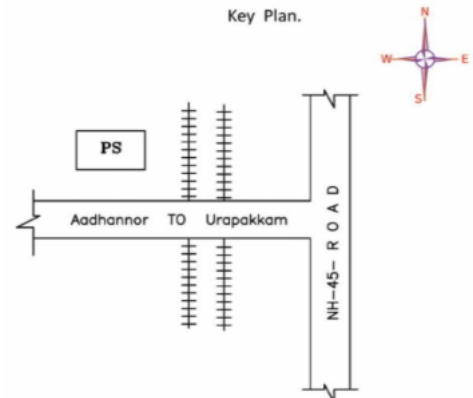 Key Plan.
N
W
E
S
PS
Aadhannor TO Urapakkam
NH-45- ROAD